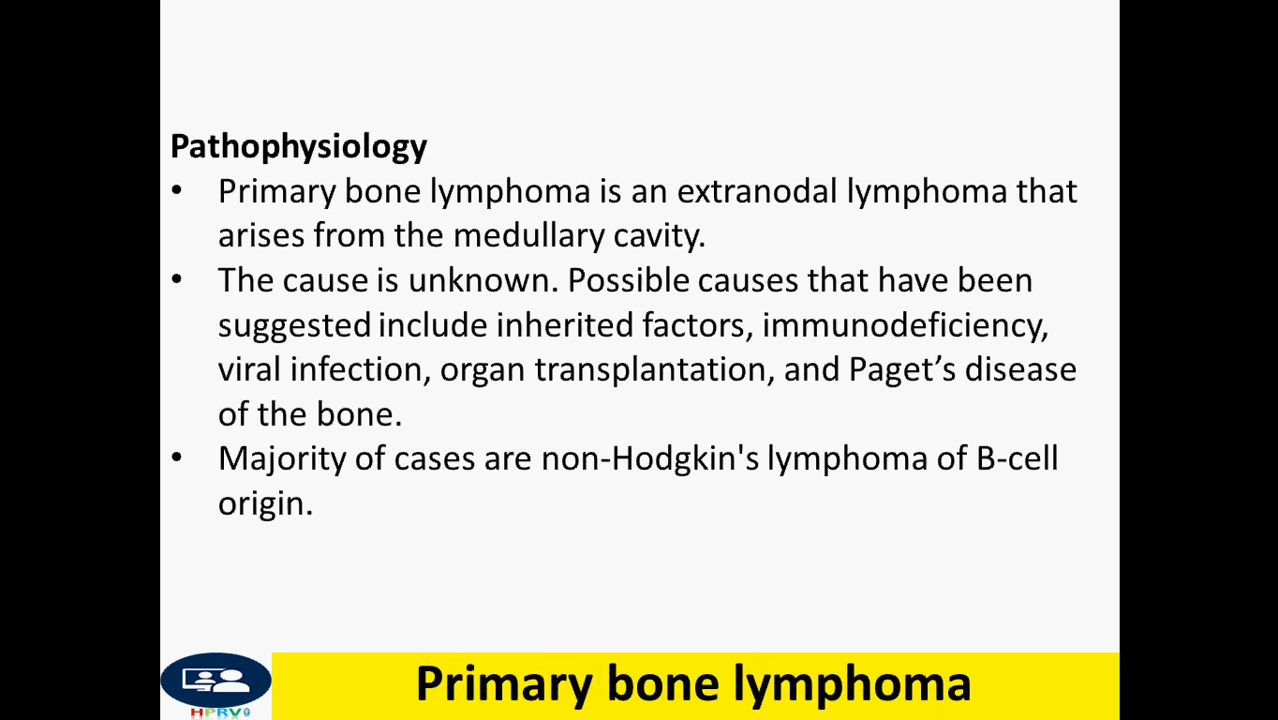 Pathophysiology
• Primary bone lymphoma is an extranodal lymphoma that
arises from the medullary cavity.
• The cause is unknown. Possible causes that have been
suggested include inherited factors, immunodeficiency,
viral infection, organ transplantation, and Paget’s disease
of the bone.
• Majority of cases are non-Hodgkin's lymphoma of B-cell
origin.
Primary bone lymphoma
HPRV